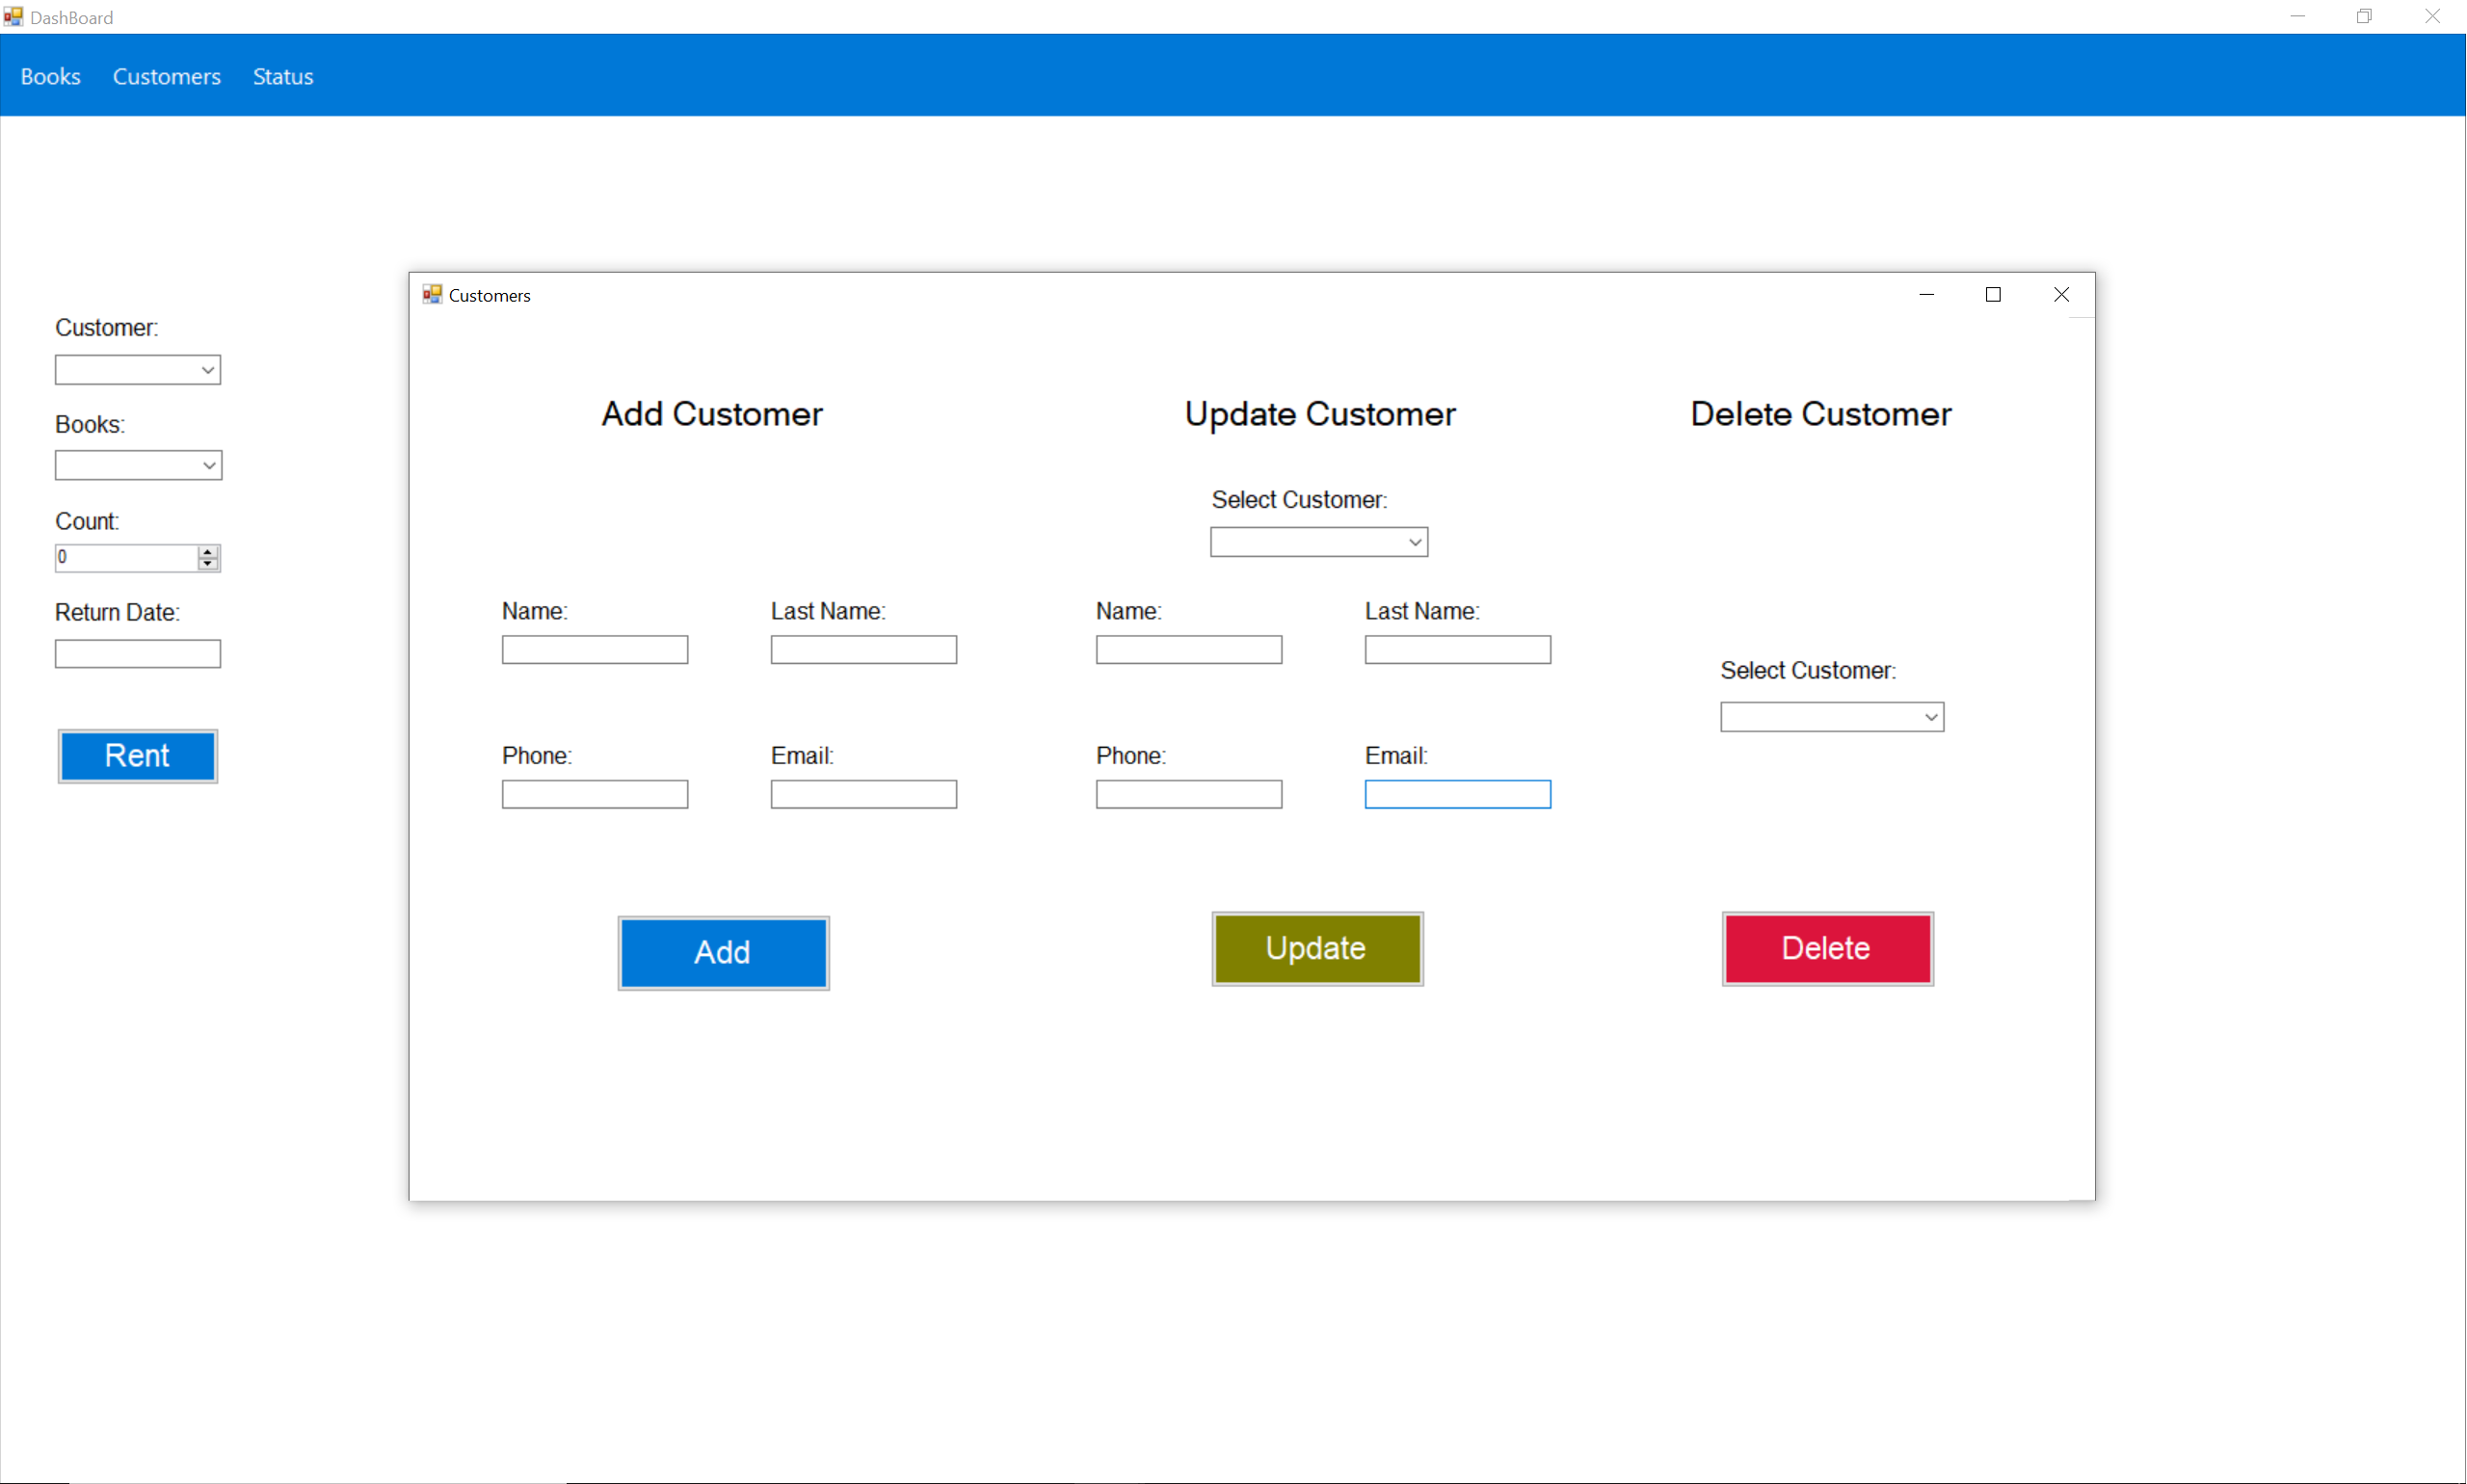 DashBoard
Books Customers Status
Customer:
Books:
Count:
0
Return Date:
Rent
Customers
Add Customer
Name: Last Name:
Phone: Email:
Add
Update Customer
Select Customer:
Name: Last Name:
Phone: Email:
Update
Delete Customer
Select Customer:
Delete